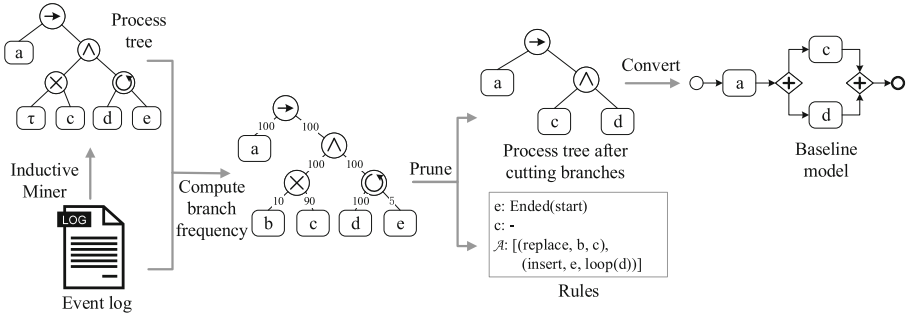 Process
tree
→
a
∧
×
τ
c
d
e
Inductive
Miner
LOG
Event log
Compute
branch
frequency
→
100
100
a
∧
100
100
×
10
90
100
5
b
c
d
e
Prune
→
a
∧
c
d
Process tree after
cutting branches
Convert
a
+
c
d
+
Baseline
model
e: Ended(start)
c: -
𝒜: [(replace, b, c),
(insert, e, loop(d))]
Rules